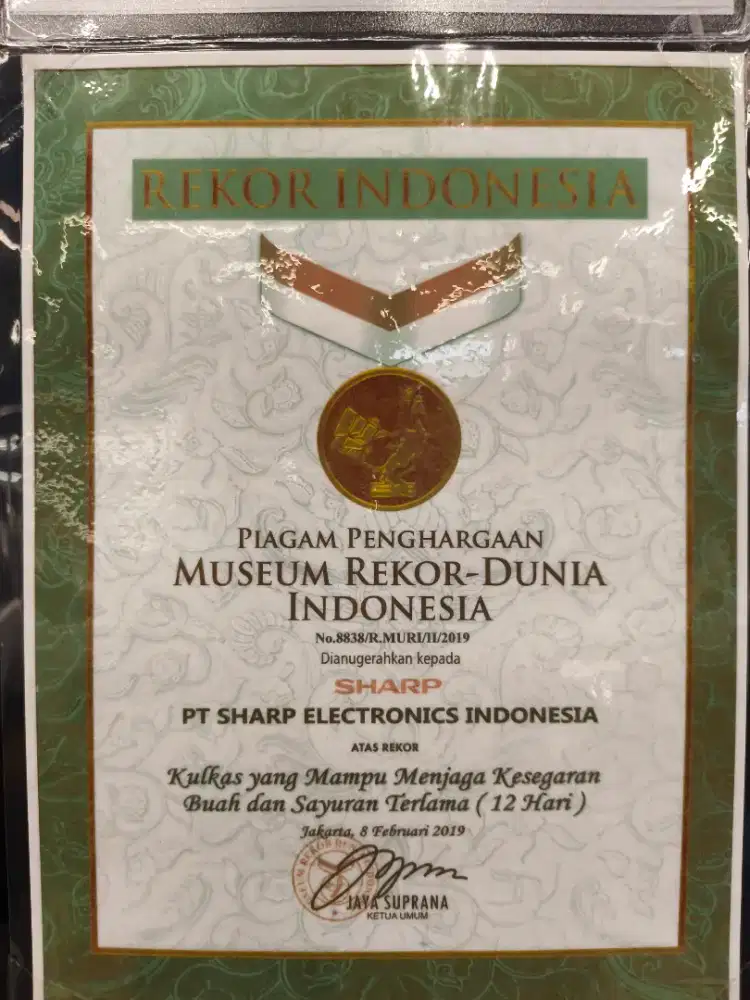 REKOR INDONESIA
PIAGAM PENGHARGAAN
MUSEUM REKOR-DUNIA
INDONESIA
No.8838/R.MURI/II/2019
Dianugerahkan kepada
SHARP
PT SHARP ELECTRONICS INDONESIA
ATAS REKOR
Kulkas yang Mampu Menjaga Kesegaran
Buah dan Sayuran Terlama ( 12 Hari )
Jakarta, 8 Februari 2019
JAYA SUPRANA
KETUA UMUM